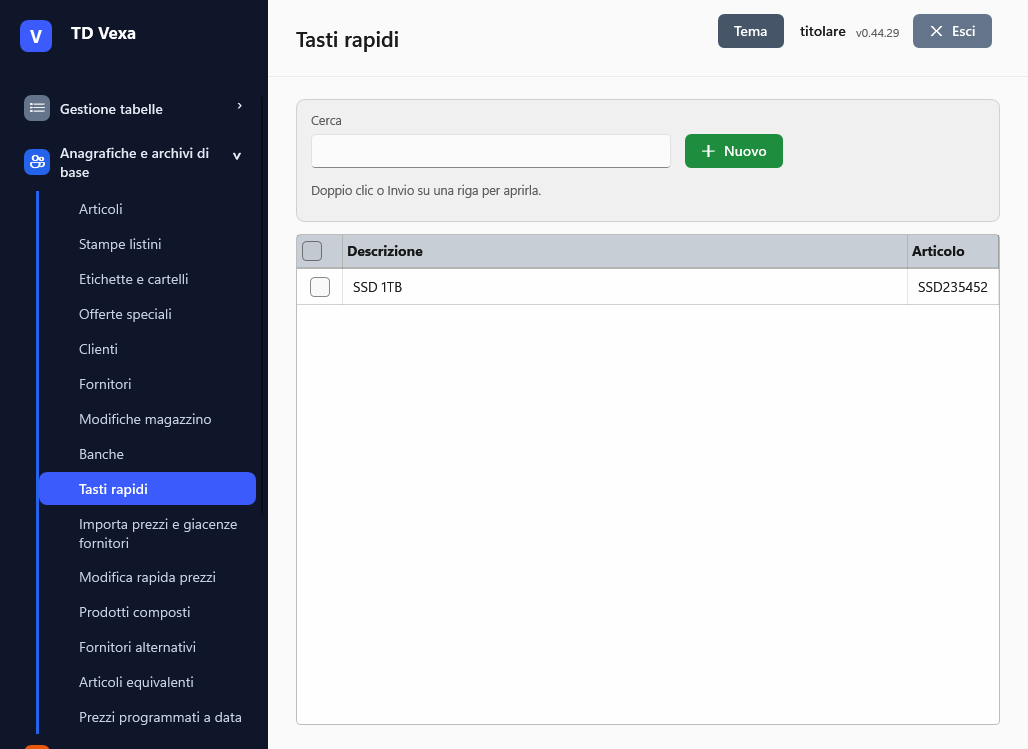 V
TD Vexa
Gestione tabelle
Anagrafiche e archivi di
base
Articoli
Stampe listini
Etichette e cartelli
Offerte speciali
Clienti
Fornitori
Modifiche magazzino
Banche
Tasti rapidi
Importa prezzi e giacenze
fornitori
Modifica rapida prezzi
Prodotti composti
Fornitori alternativi
Articoli equivalenti
Prezzi programmati a data
Tasti rapidi
Tema
titolare
v0.44.29
Esci
Cerca
Nuovo
Doppio clic o Invio su una riga per aprirla.
Descrizione
Articolo
SSD 1TB
SSD235452